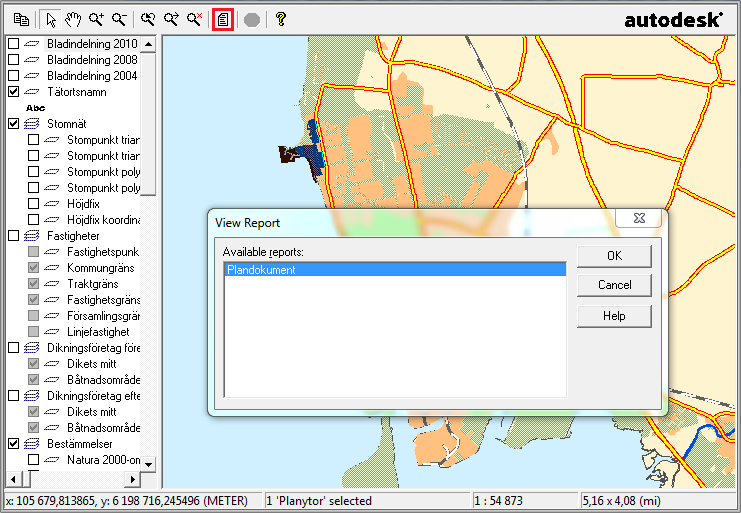 autodesk
Bladindelning 2010
Bladindelning 2008
Bladindelning 2004
Tätortsnamn
Abc
Stomnät
Stompunkt trian
Stompunkt trian
Stompunkt poly
Stompunkt poly
Höjdfix
Höjdfix koordina
Fastigheter
Fastighetspunk
Kommungräns
Traktgräns
Fastighetsgräns
Församlingsgrän
Linjefastighet
Dikningsföretag före
Dikets mitt
Båtnadsområde
Dikningsföretag efte
Dikets mitt
Båtnadsområde
Bestämmelser
Natura 2000-om
View Report
Available reports:
Plandokument
OK
Cancel
Help
x: 105 679,813865, y: 6 198 716,245496 (METER)
1 'Planytor' selected
1 : 54 873
5,16 x 4,08 (mi)